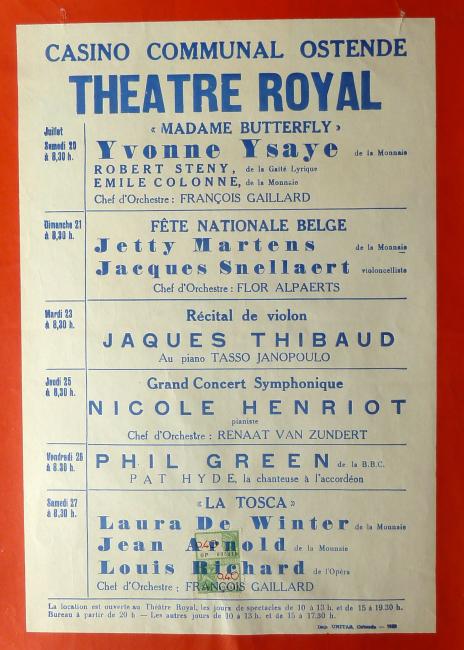 CASINO COMMUNAL OSTENDE
THEATRE ROYAL
Juillet
Samedi 20
à 8,30 h.
« MADAME BUTTERFLY »
Yvonne Ysaye de la Monnaie
ROBERT STENY, de la Gaîté Lyrique
EMILE COLONNE, de la Monnaie
Chef d'Orchestre : FRANÇOIS GAILLARD
Dimanche 21
à 8,30 h.
FÊTE NATIONALE BELGE
Jetty Martens de la Monnaie
Jacques Snellaert violoncelliste
Chef d'Orchestre : FLOR ALPAERTS
Mardi 23
à 8,30 h.
Récital de violon
JAQUES THIBAUD
Au piano TASSO JANOPOULO
Jeudi 25
à 8,30 h.
Grand Concert Symphonique
NICOLE HENRIOT
pianiste
Chef d'Orchestre : RENAAT VAN ZUNDERT
Vendredi 26
à 8.30 h.
PHIL GREEN de la B.B.C.
PAT HYDE, la chanteuse à l'accordéon
Samedi 27
à 8,30 h.
« LA TOSCA »
Laura De Winter de la Monnaie
Jean Arnold de la Monnaie
Louis Richard de l'Opéra
Chef d'Orchestre : FRANÇOIS GAILLARD
0,40
0,40
La location est ouverte au Théâtre Royal, les jours de spectacles de 10 à 13 h. et de 15 à 19.30 h.
Bureau à partir de 20 h — Les autres jours de 10 à 13 h. et de 15 à 17.30 h.
Imp. UNITAS, Ostende